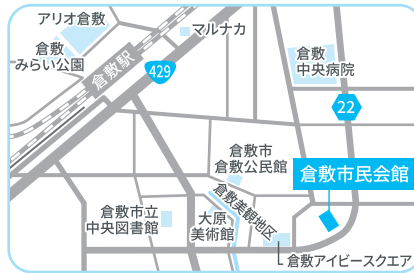 アリオ倉敷
マルナカ
倉敷
みらい公園
倉敷駅
429
倉敷
中央病院
22
倉敷市
倉敷公民館
倉敷市民会館
倉敷美観地区
倉敷市立
中央図書館
大原
美術館
倉敷アイビースクエア